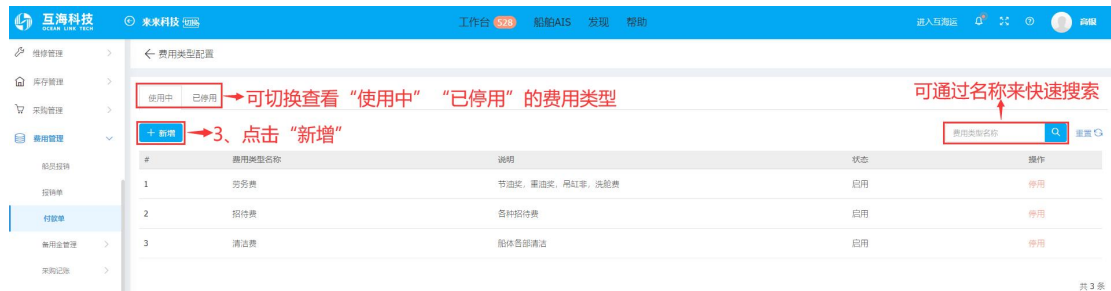 互海科技
OCEAN LINK TECH
来来科技 切换
工作台 528 船舶AIS 发现 帮助
进入互海运
高银
维修管理
费用类型配置
库存管理
使用中 已停用
可切换查看“使用中”“已停用”的费用类型
可通过名称来快速搜索
采购管理
费用管理
+ 新增
3、点击“新增”
费用类型名称
重置
船员报销
# 费用类型名称 说明 状态 操作
报销单
1 劳务费 节油奖，重油奖，吊缸非，洗舱费 启用 停用
付款单
2 招待费 各种招待费 启用 停用
备用金管理
3 清洁费 船体各部清洁 启用 停用
采购记账
共 3 条